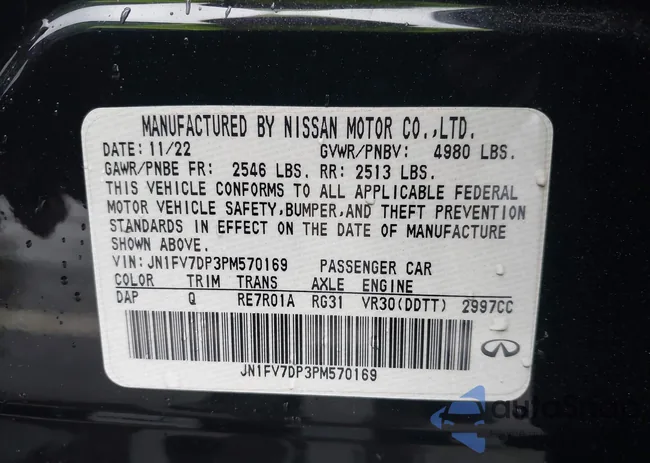 MANUFACTURED BY NISSAN MOTOR CO.,LTD.
DATE: 11/22 GVWR/PNBV: 4980 LBS.
GAWR/PNBE FR: 2546 LBS. RR: 2513 LBS.
THIS VEHICLE CONFORMS TO ALL APPLICABLE FEDERAL
MOTOR VEHICLE SAFETY,BUMPER,AND THEFT PREVENTION
STANDARDS IN EFFECT ON THE DATE OF MANUFACTURE
SHOWN ABOVE.
VIN: JN1FV7DP3PM570169 PASSENGER CAR
COLOR TRIM TRANS AXLE ENGINE
DAP Q RE7R01A RG31 VR30(DDTT) 2997CC
JN1FV7DP3PM570169